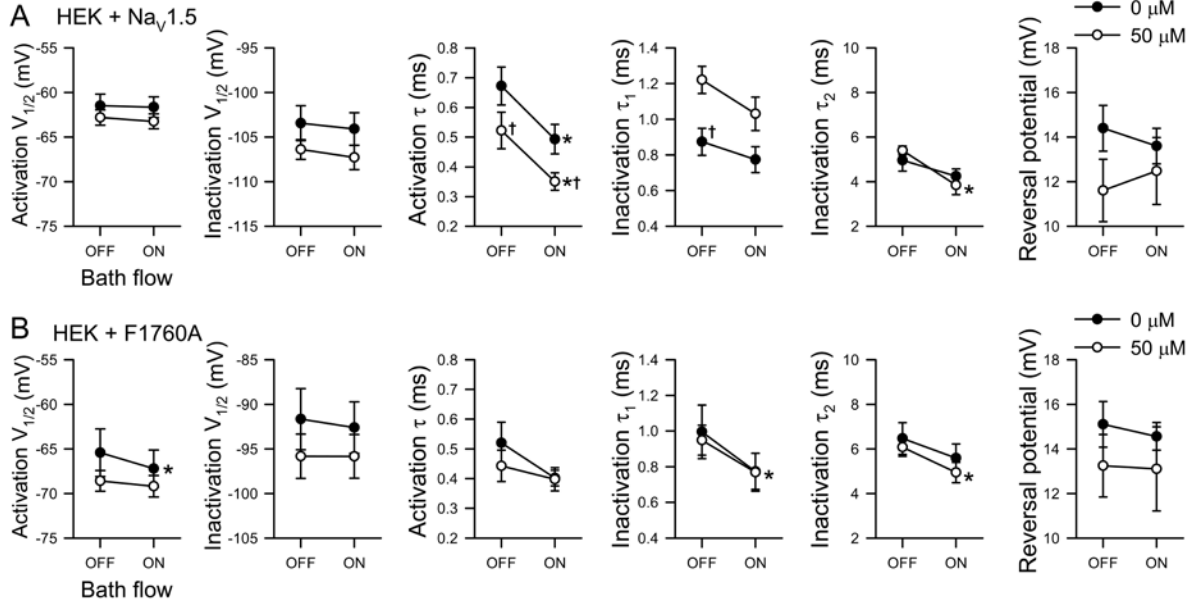 A HEK + NaV1.5
0 µM
50 µM
Activation V1/2 (mV)
-55
-60
-65
-70
-75
OFF ON
Bath flow
Inactivation V1/2 (mV)
-95
-100
-105
-110
-115
OFF ON
Activation τ (ms)
0.8
0.7
0.6
0.5
0.4
0.3
0.2
†
*
*†
OFF ON
Inactivation τ1 (ms)
1.4
1.2
1.0
0.8
0.6
0.4
†
OFF ON
Inactivation τ2 (ms)
10
8
6
4
2
*
OFF ON
Reversal potential (mV)
18
16
14
12
10
OFF ON
B HEK + F1760A
0 µM
50 µM
Activation V1/2 (mV)
-55
-60
-65
-70
-75
*
OFF ON
Bath flow
Inactivation V1/2 (mV)
-85
-90
-95
-100
-105
OFF ON
Activation τ (ms)
0.8
0.7
0.6
0.5
0.4
0.3
0.2
OFF ON
Inactivation τ1 (ms)
1.4
1.2
1.0
0.8
0.6
0.4
*
OFF ON
Inactivation τ2 (ms)
10
8
6
4
2
*
OFF ON
Reversal potential (mV)
18
16
14
12
10
OFF ON